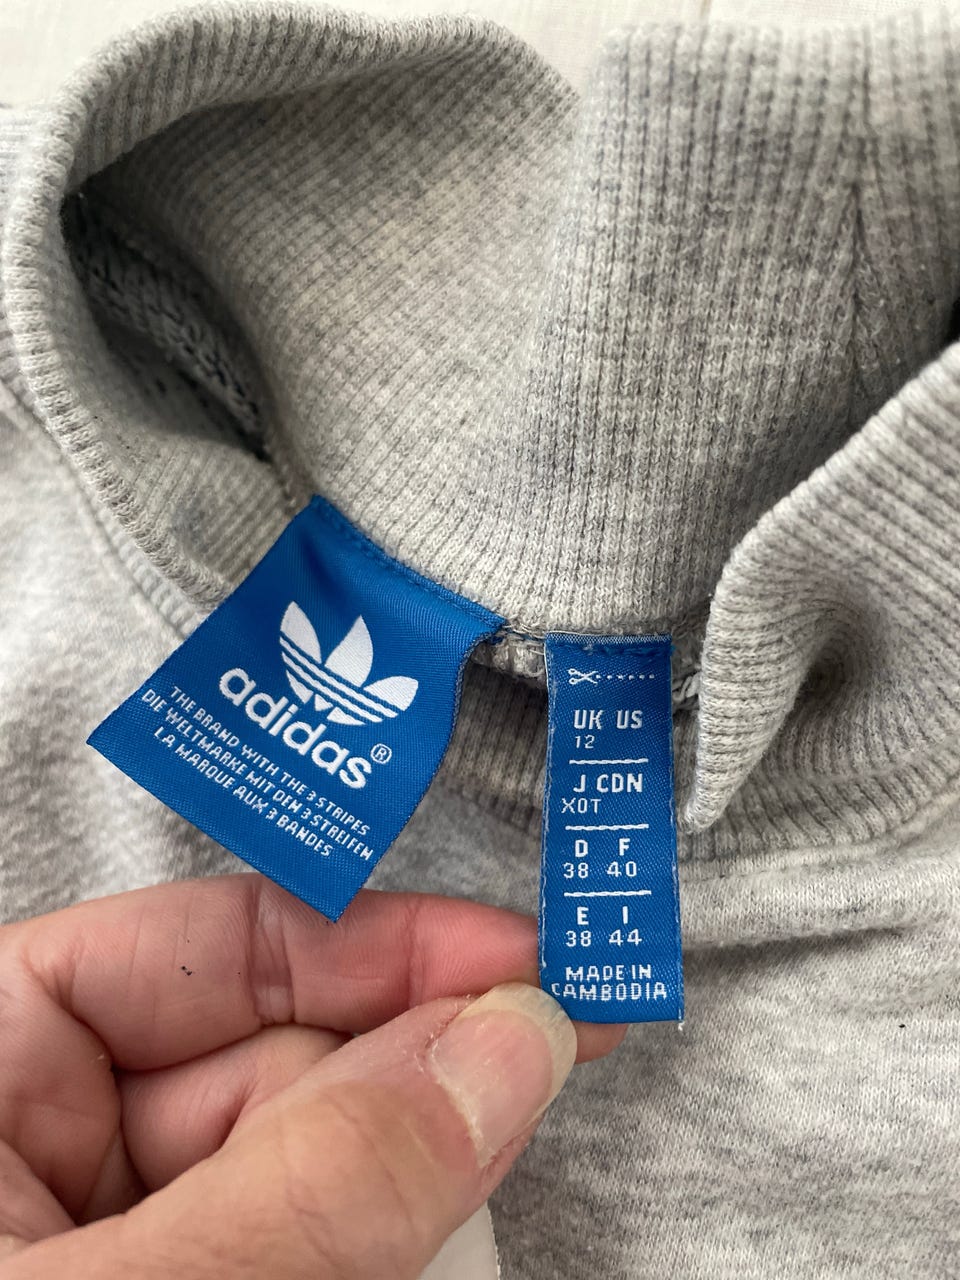 adidas®
THE BRAND WITH THE 3 STRIPES
DIE WELTMARKE MIT DEN 3 STREIFEN
LA MARQUE AUX 3 BANDES
UK US
12
J CDN
XOT
D F
38 40
E I
38 44
MADE IN
CAMBODIA